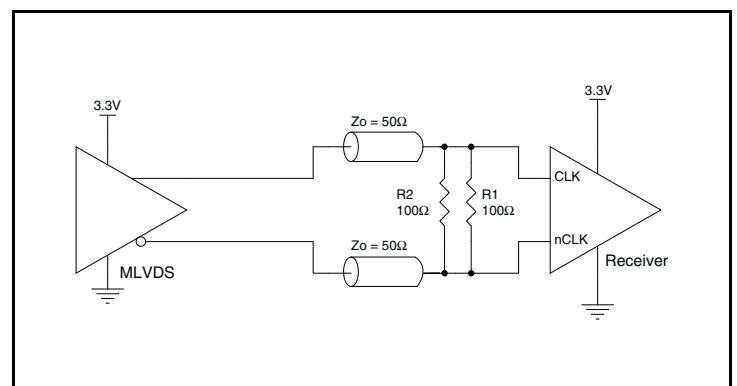 3.3V
3.3V
Zo = 50Ω
CLK
R2
100Ω
R1
100Ω
nCLK
Zo = 50Ω
MLVDS
Receiver